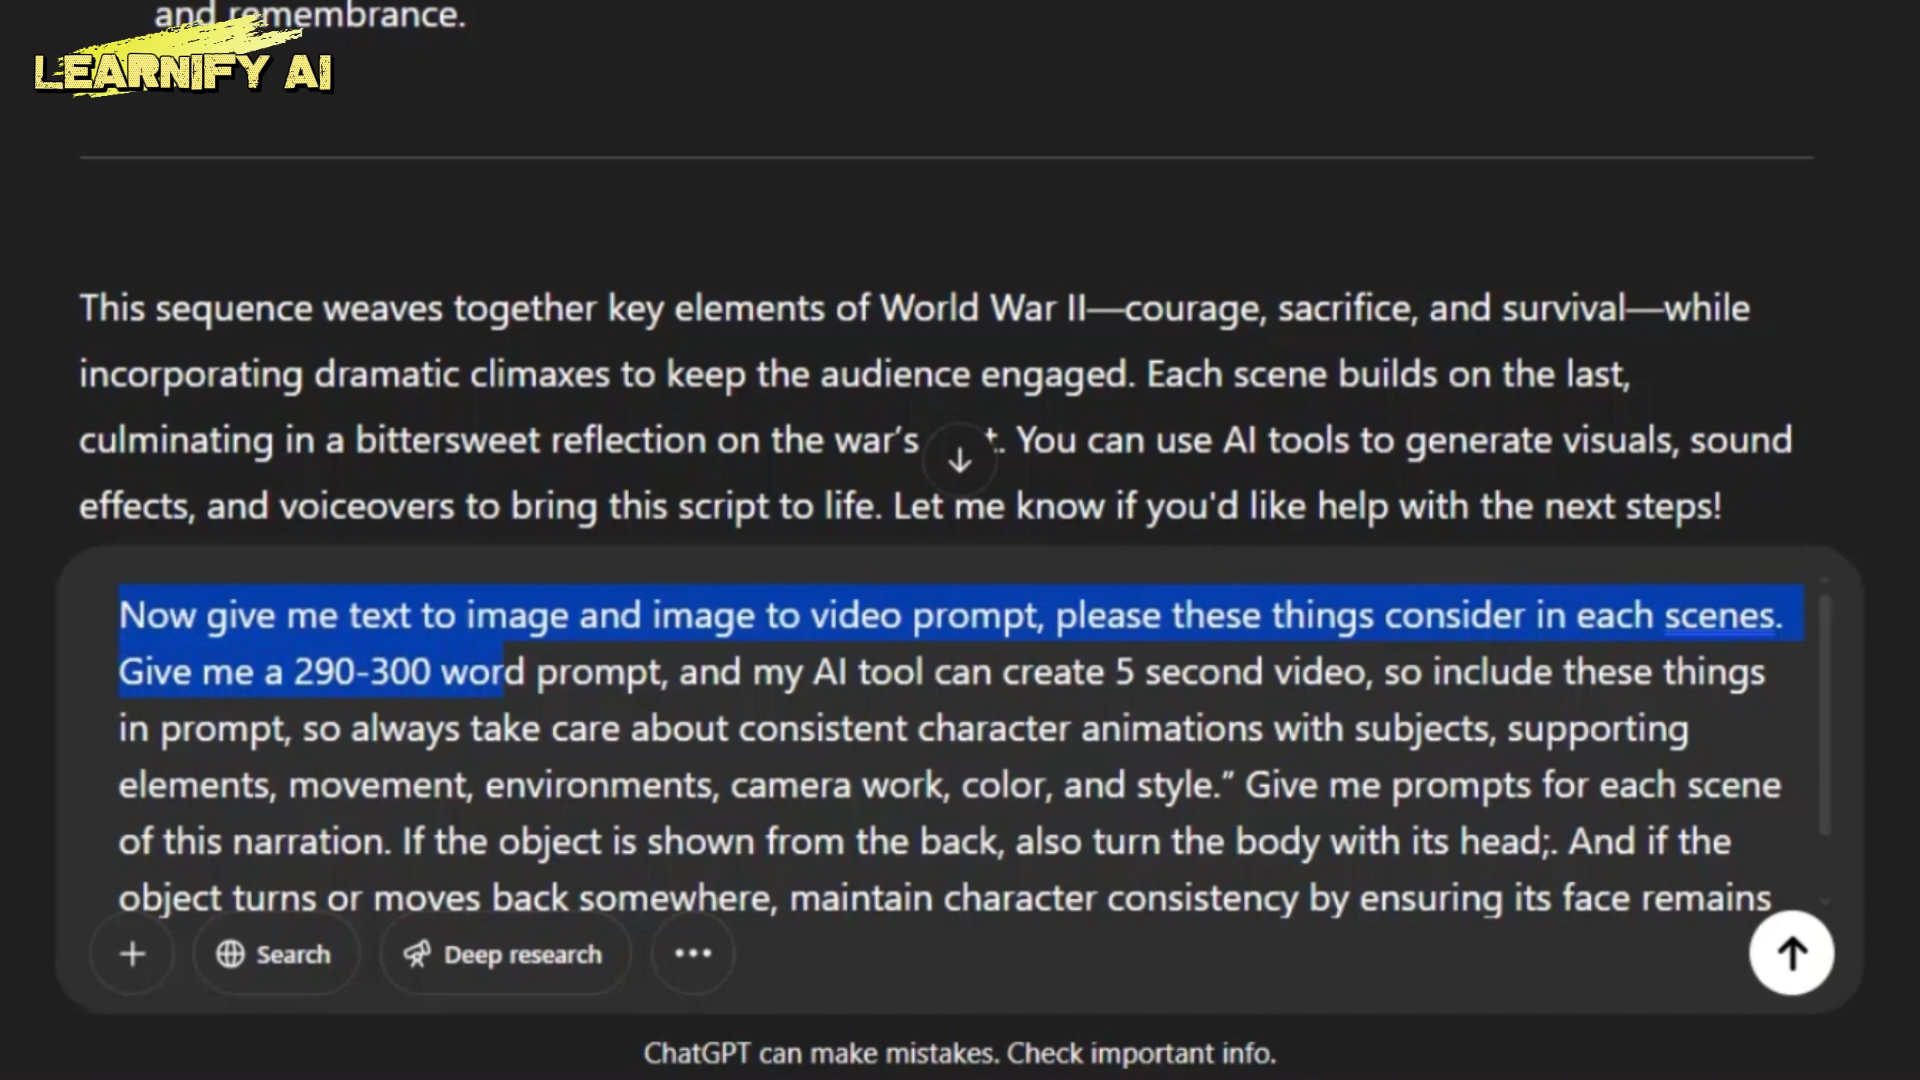 and remembrance.
LEARNIFY AI
This sequence weaves together key elements of World War II—courage, sacrifice, and survival—while
incorporating dramatic climaxes to keep the audience engaged. Each scene builds on the last,
culminating in a bittersweet reflection on the war’s t. You can use AI tools to generate visuals, sound
effects, and voiceovers to bring this script to life. Let me know if you'd like help with the next steps!
Now give me text to image and image to video prompt, please these things consider in each scenes.
Give me a 290-300 word prompt, and my AI tool can create 5 second video, so include these things
in prompt, so always take care about consistent character animations with subjects, supporting
elements, movement, environments, camera work, color, and style.” Give me prompts for each scene
of this narration. If the object is shown from the back, also turn the body with its head;. And if the
object turns or moves back somewhere, maintain character consistency by ensuring its face remains
Search
Deep research
ChatGPT can make mistakes. Check important info.